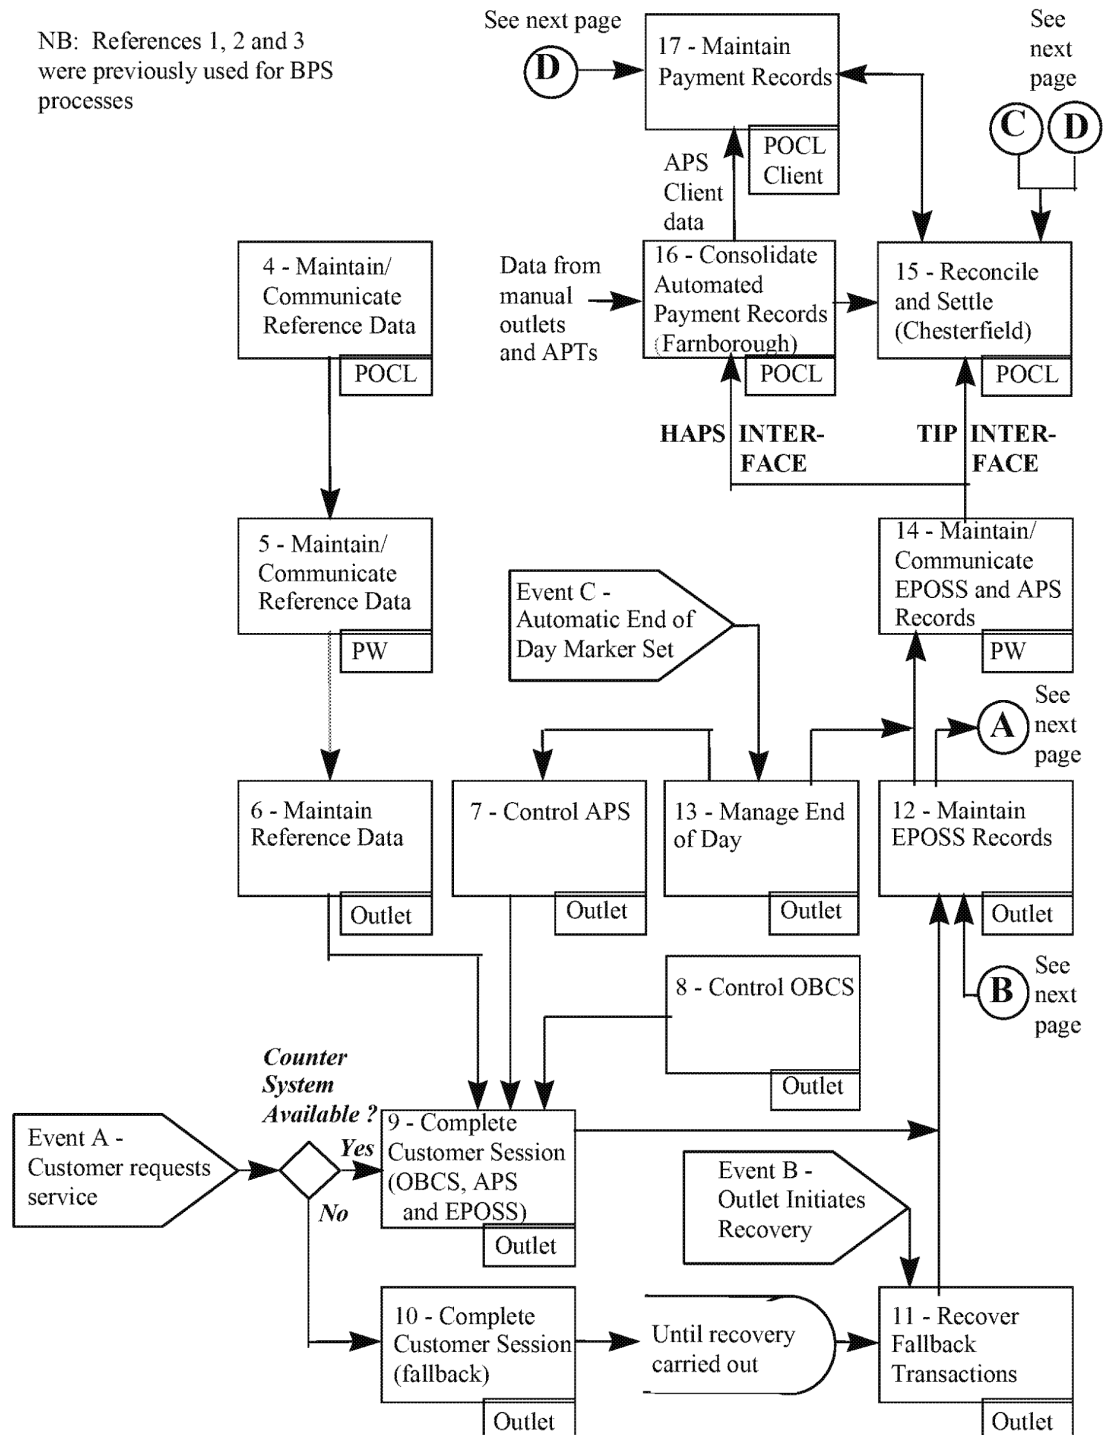 NB:  References 1, 2 and 3
were previously used for BPS
processes
See next page
D
17 - Maintain
Payment Records
POCL
Client
See
next
page
C
D
APS
Client
data
4 - Maintain/
Communicate
Reference Data
POCL
Data from
manual
outlets
and APTs
16 - Consolidate
Automated
Payment Records
(Farnborough)
POCL
15 - Reconcile
and Settle
(Chesterfield)
POCL
HAPS INTER-
FACE
TIP INTER-
FACE
5 - Maintain/
Communicate
Reference Data
PW
Event C -
Automatic End of
Day Marker Set
14 - Maintain/
Communicate
EPOSS and APS
Records
PW
A
See
next
page
6 - Maintain
Reference Data
Outlet
7 - Control APS
Outlet
13 - Manage End
of Day
Outlet
12 - Maintain
EPOSS Records
Outlet
8 - Control OBCS
Outlet
B
See
next
page
Counter
System
Available ?
Event A -
Customer requests
service
Yes
No
9 - Complete
Customer Session
(OBCS, APS
and EPOSS)
Outlet
Event B -
Outlet Initiates
Recovery
10 - Complete
Customer Session
(fallback)
Outlet
Until recovery
carried out
11 - Recover
Fallback
Transactions
Outlet